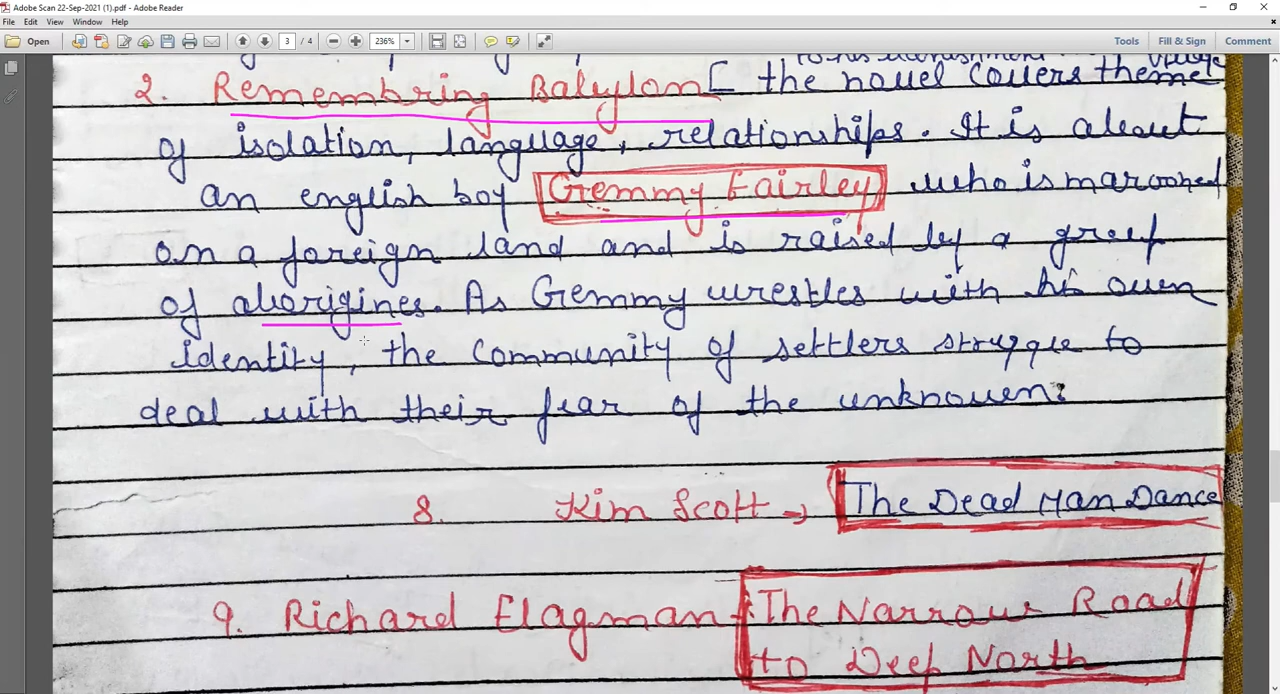 Adobe Scan 22-Sep-2021 (1).pdf - Adobe Reader
File Edit View Window Help
Open 3 / 4 236% Tools Fill & Sign Comment
2. Remembring Babylon [ the novel covers theme
of isolation, language, relationships. It is about
an english boy Gemmy Fairley who is marooned
on a foreign land and is raised by a group
of aborigines. As Gemmy wrestles with his own
identity, the community of settlers struggle to
deal with their fear of the unknown.
8. Kim Scott → The Dead Man Dance
9. Richard Flagman - The Narrow Road
to Deep North